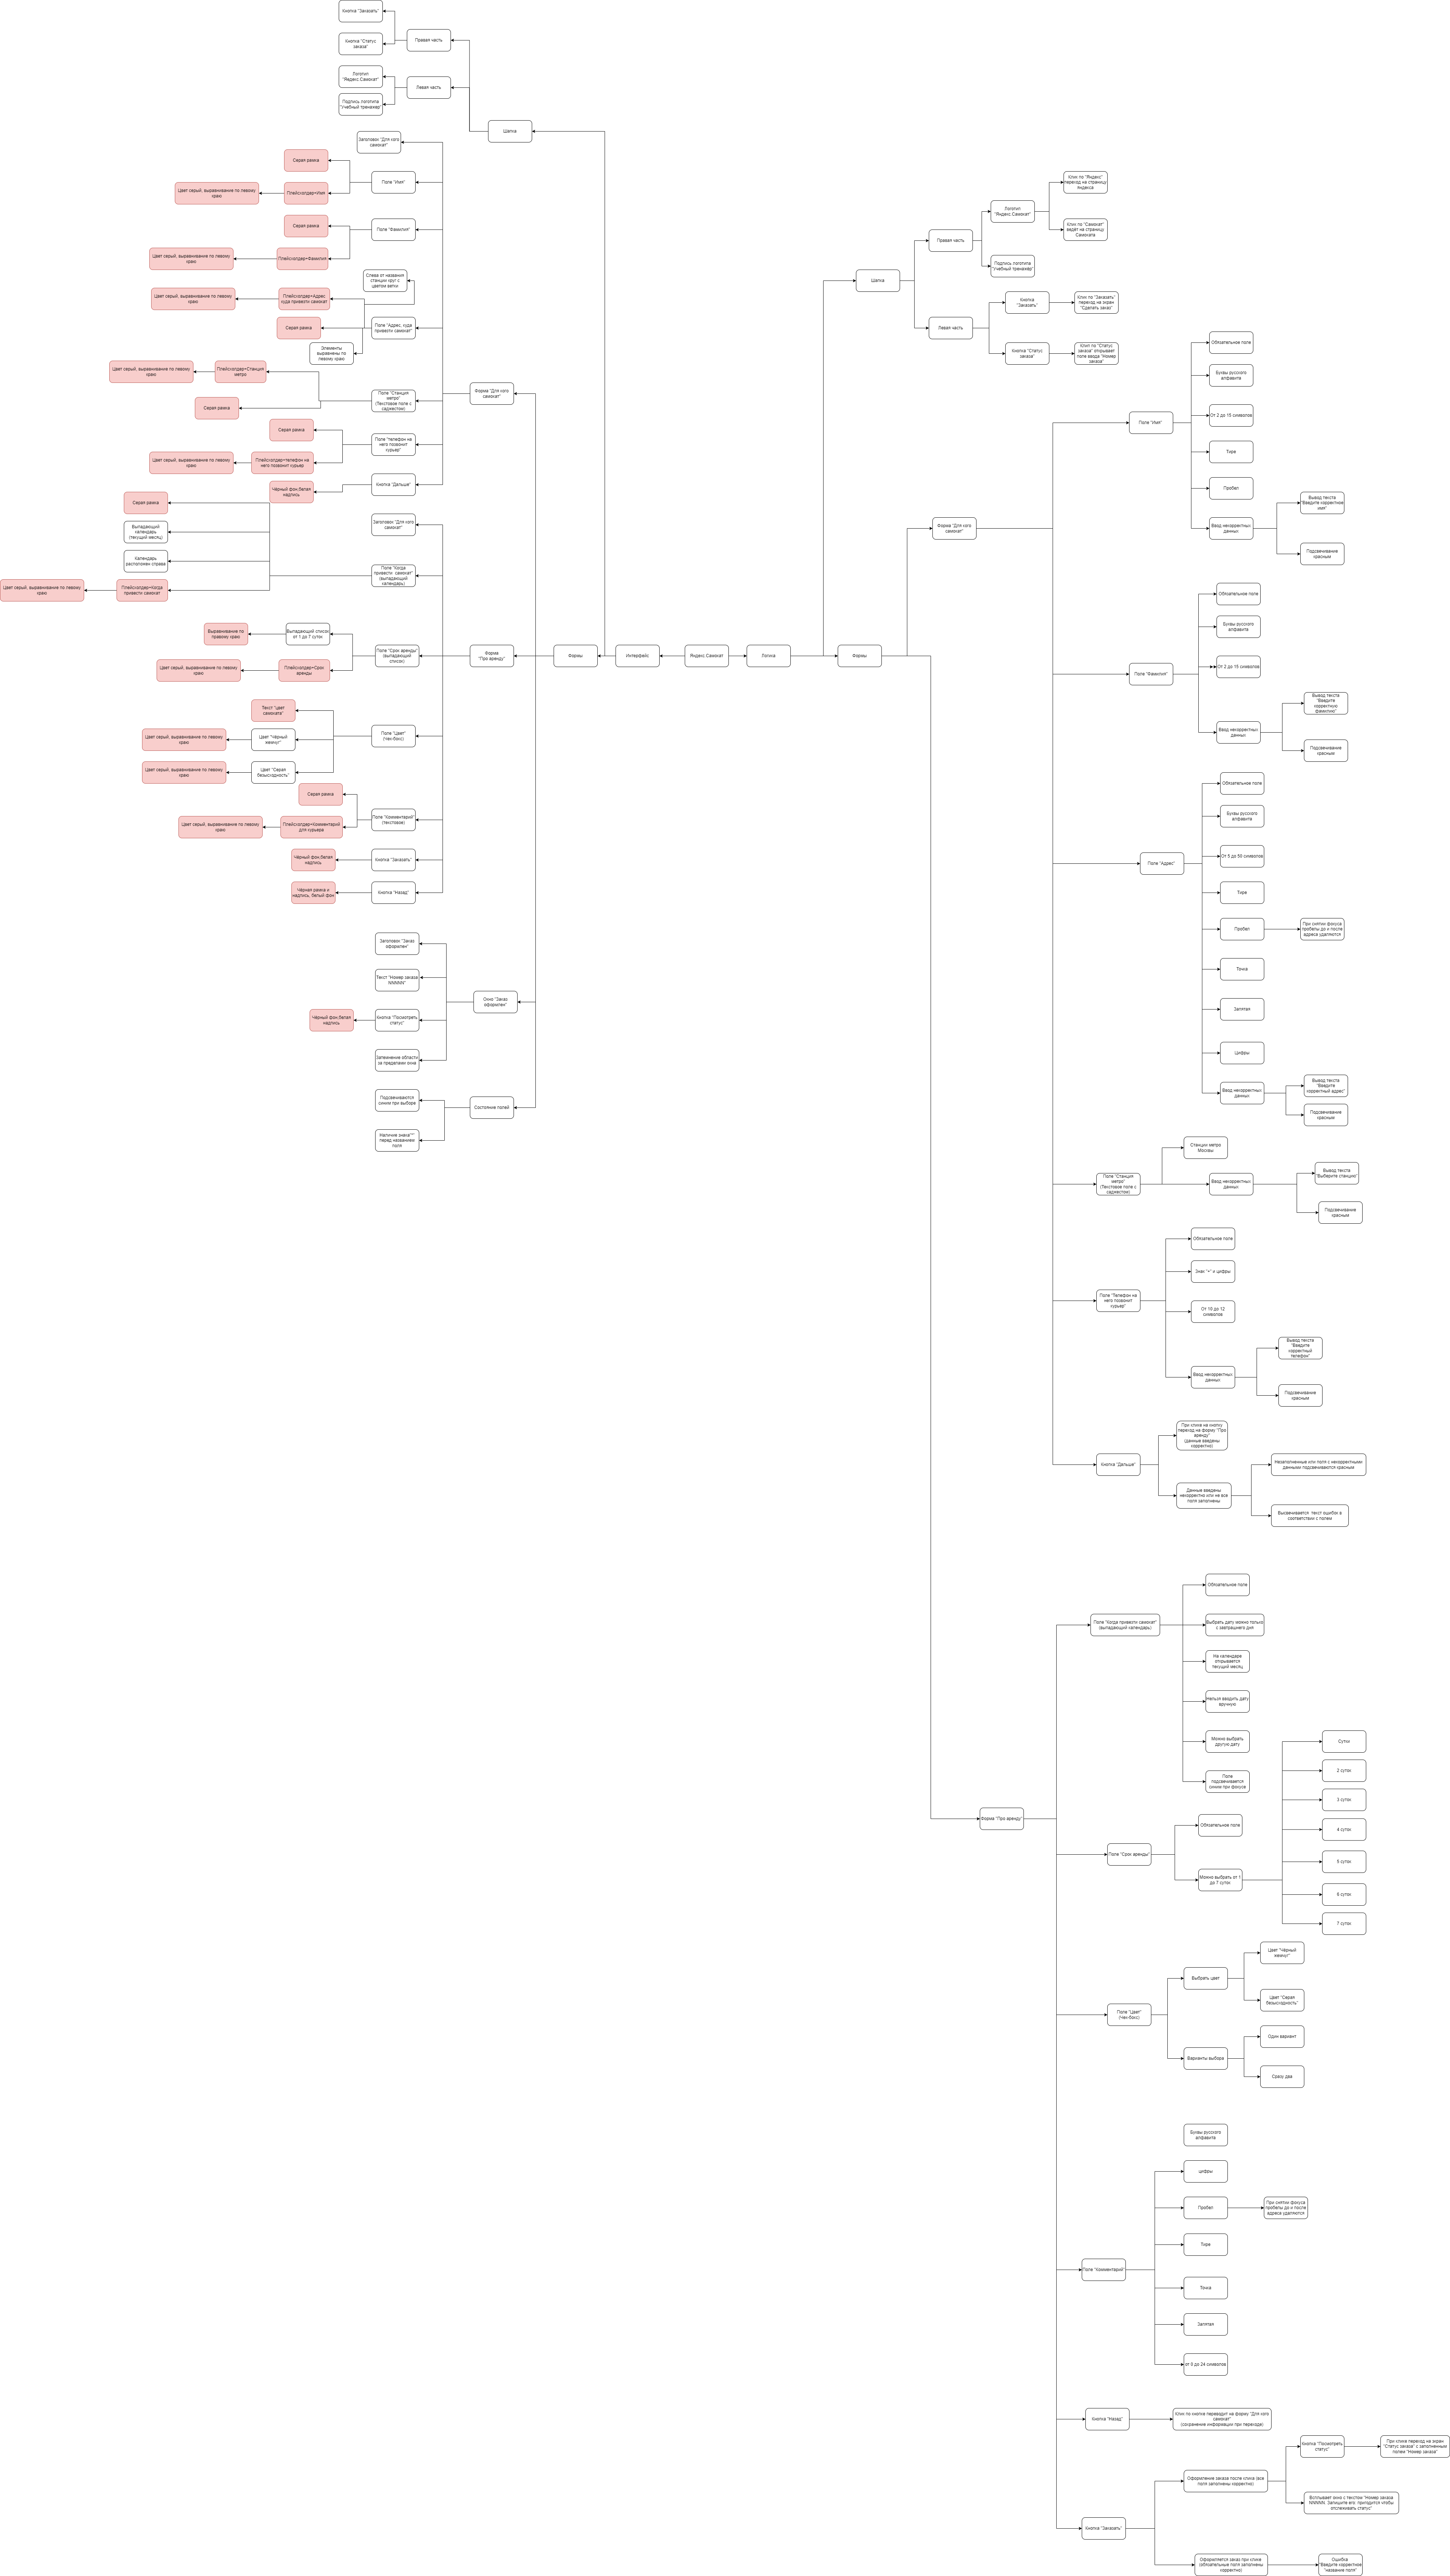 Кнопка "Заказать"
Кнопка "Статус
заказа"
Правая часть
Логотип
"Яндекс.Самокат"
Левая часть
Подпись логотипа
"Учебный тренажер"
Шапка
Заголовок "Для кого
самокат"
Серая рамка
Поле "Имя"
Плейсхолдер=Имя
Цвет серый, выравнивание по левому
краю
Серая рамка
Поле "Фамилия"
Плейсхолдер=Фамилия
Цвет серый, выравнивание по левому
краю
Слева от названия
станции круг с
цветом ветки
Плейсхолдер=Адрес
куда привезти самокат
Цвет серый, выравнивание по левому
краю
Серая рамка
Поле "Адрес, куда
привезти самокат"
Элементы
выравнены по
левому краю
Плейсхолдер=Станция
метро
Цвет серый, выравнивание по левому
краю
Серая рамка
Поле "Станция
метро"
(Текстовое поле с
саджестом)
Форма "Для кого
самокат"
Серая рамка
Поле "телефон на
него позвонит
курьер"
Плейсхолдер=телефон на
него позвонит курьер
Цвет серый, выравнивание по левому
краю
Кнопка "Дальше"
Чёрный фон,белая
надпись
Серая рамка
Заголовок "Для кого
самокат"
Выпадающий
календарь
(текущий месяц)
Календарь
расположен справа
Поле "Когда
привезти самокат"
(выпадающий
календарь)
Плейсхолдер=Когда
привезти самокат
Цвет серый, выравнивание по левому
краю
Выравнивание по
правому краю
Выпадающий список
от 1 до 7 суток
Поле "Срок аренды"
(выпадающий
список)
Плейсхолдер=Срок
аренды
Цвет серый, выравнивание по левому
краю
Форма
"Про аренду"
Формы
Интерфейс
Яндекс Самокат
Логика
Формы
Текст "цвет
самоката"
Цвет "Чёрный
жемчуг"
Цвет серый, выравнивание по левому
краю
Поле "Цвет"
(чек-бокс)
Цвет "Серая
безысходность"
Цвет серый, выравнивание по левому
краю
Серая рамка
Поле "Комментарий"
(текстовое)
Плейсхолдер=Комментарий
для курьера
Цвет серый, выравнивание по левому
краю
Кнопка "Заказать"
Чёрный фон,белая
надпись
Кнопка "Назад"
Чёрная рамка и
надпись, белый фон
Заголовок "Заказ
оформлен"
Текст "Номер заказа
NNNNN"
Окно "Заказ
оформлен"
Кнопка "Посмотреть
статус"
Чёрный фон,белая
надпись
Затемнение области
за пределами окна
Подсвечиваются
синим при выборе
Состояние полей
Наличие знака"*"
перед названием
поля
Клик по "Яндекс"
переход на страницу
яндекса
Логотип
"Яндекс.Самокат"
Клик по "Самокат"
ведет на страницу
Самоката
Правая часть
Подпись логотипа
"Учебный тренажер"
Шапка
Кнопка
"Заказать"
Клик по "Заказать"
переход на экран
"Сделать заказ"
Левая часть
Кнопка "Статус
заказа"
Клип по "Статус
заказа" открывает
поле ввода "Номер
заказа"
Обязательное поле
Буквы русского
алфавита
От 2 до 15 символов
Поле "Имя"
Тире
Пробел
Ввод некорректных
данных
Вывод текста
"Введите корректное
имя"
Подсвечивание
красным
Форма "Для кого
самокат"
Обязательное поле
Буквы русского
алфавита
От 2 до 15 символов
Поле "Фамилия"
Ввод некорректных
данных
Вывод текста
"Введите
корректную
фамилию"
Подсвечивание
красным
Обязательное поле
Буквы русского
алфавита
От 5 до 50 символов
Поле "Адрес"
Тире
Пробел
При снятии фокуса
пробелы до и после
адреса удаляются
Точка
Запятая
Цифры
Ввод некорректных
данных
Вывод текста
"Введите
корректный адрес"
Подсвечивание
красным
Станции метро
Москвы
Поле "Станция
метро"
(Текстовое поле с
саджестом)
Ввод некорректных
данных
Вывод текста
"Выберите станцию"
Подсвечивание
красным
Обязательное поле
Знак "+" и цифры
Поле "Телефон на
него позвонит
курьер"
От 10 до 12
символов
Ввод некорректных
данных
Вывод текста
"Введите
корректный
телефон"
Подсвечивание
красным
При клике на кнопку
переход на форму "Про
аренду"
(данные введены
корректно)
Кнопка "Дальше"
Данные введены
некорректно или не все
поля заполнены
Незаполненные или поля с некорректными
данными подсвечиваются красным
Высвечивается текст ошибок в
соответствии с полем
Обязательное поле
Поле "Когда привезти самокат"
(выпадающий календарь)
Выбрать дату можно только
с завтрашнего дня
На календаре
открывается
текущий месяц
Нельзя вводить дату
вручную
Можно выбрать
другую дату
Поле
подсвечивается
синим при фокусе
Форма "Про аренду"
Обязательное поле
Поле "Срок аренды"
Можно выбрать от 1
до 7 суток
Сутки
2 суток
3 суток
4 суток
5 суток
6 суток
7 суток
Выбрать цвет
Цвет "Чёрный
жемчуг"
Цвет "Серая
безысходность"
Поле "Цвет"
(чек-бокс)
Варианты выбора
Один вариант
Сразу два
Буквы русского
алфавита
цифры
Пробел
При снятии фокуса
пробелы до и после
адреса удаляются
Тире
Поле "Комментарий"
Точка
Запятая
от 0 до 24 символов
Кнопка "Назад"
Клик по кнопке переводит на форму "Для кого
самокат"
(сохранение информации при переходе)
Кнопка "Посмотреть
статус"
При клике переход на экран
"Статус заказа" с заполненным
полем "Номер заказа"
Оформление заказа после клика (все
поля заполнены корректно)
Всплывает окно с текстом "Номер заказа
NNNNN. Запишите его: пригодится чтобы
отслеживать статус"
Кнопка "Заказать"
Оформляется заказ при клике
(обязательные поля заполнены
корректно)
Ошибка
"Введите корректное
"название поля"